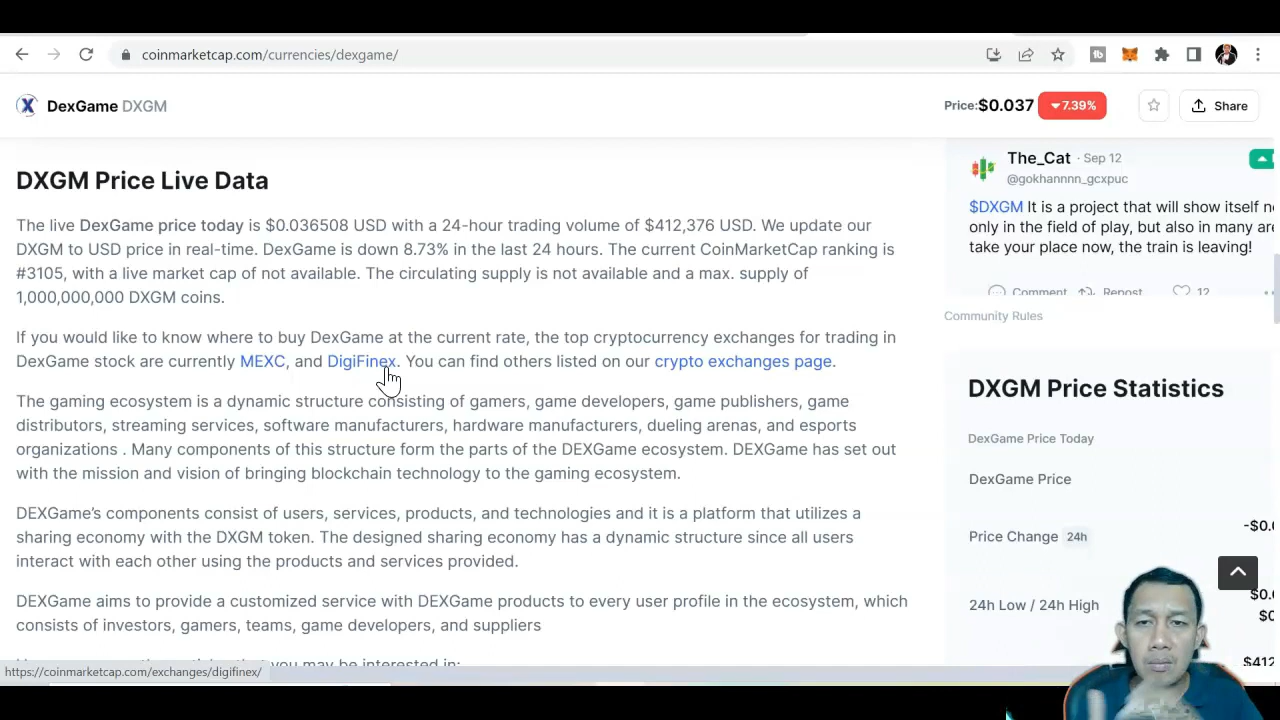 coinmarketcap.com/currencies/dexgame/
DexGame DXGM
Price:$0.037
7.39%
Share
DXGM Price Live Data
The live DexGame price today is $0.036508 USD with a 24-hour trading volume of $412,376 USD. We update our
DXGM to USD price in real-time. DexGame is down 8.73% in the last 24 hours. The current CoinMarketCap ranking is
#3105, with a live market cap of not available. The circulating supply is not available and a max. supply of
1,000,000,000 DXGM coins.
If you would like to know where to buy DexGame at the current rate, the top cryptocurrency exchanges for trading in
DexGame stock are currently MEXC, and DigiFinex. You can find others listed on our crypto exchanges page.
The gaming ecosystem is a dynamic structure consisting of gamers, game developers, game publishers, game
distributors, streaming services, software manufacturers, hardware manufacturers, dueling arenas, and esports
organizations . Many components of this structure form the parts of the DEXGame ecosystem. DEXGame has set out
with the mission and vision of bringing blockchain technology to the gaming ecosystem.
DEXGame’s components consist of users, services, products, and technologies and it is a platform that utilizes a
sharing economy with the DXGM token. The designed sharing economy has a dynamic structure since all users
interact with each other using the products and services provided.
DEXGame aims to provide a customized service with DEXGame products to every user profile in the ecosystem, which
consists of investors, gamers, teams, game developers, and suppliers
you may be interested in:
https://coinmarketcap.com/exchanges/digifinex/
The_Cat · Sep 12
@gokhannnn_gcxpuc
$DXGM It is a project that will show itself
only in the field of play, but also in many
take your place now, the train is leaving!
Comment Repost 12
Community Rules
DXGM Price Statistics
DexGame Price Today
DexGame Price
-$0.
Price Change 24h
24h Low / 24h High
$0.
$412